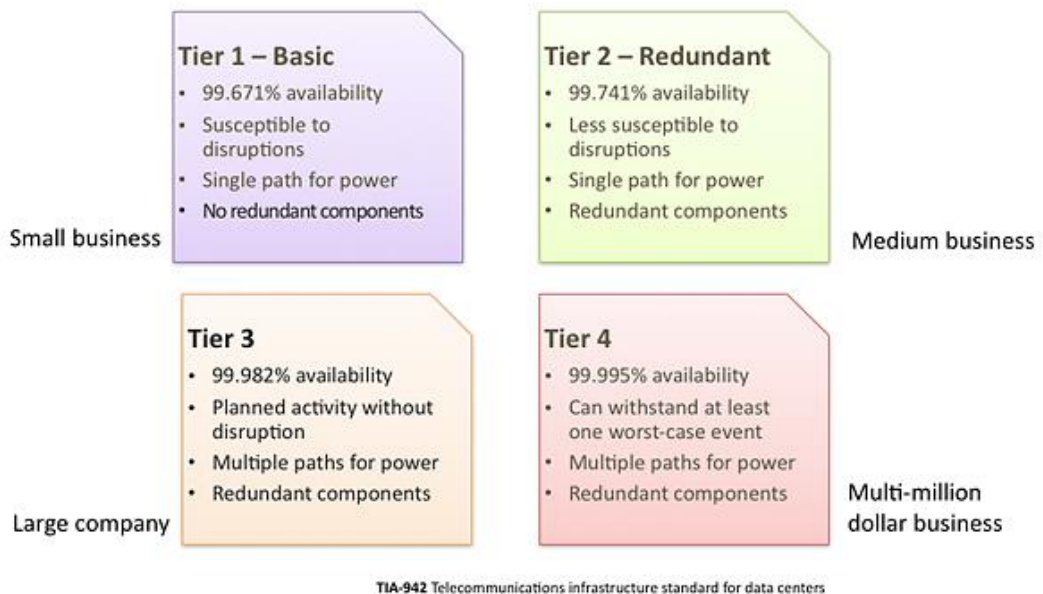 Tier 1 – Basic
• 99.671% availability
• Susceptible to
disruptions
• Single path for power
• No redundant components
Small business
Tier 2 – Redundant
• 99.741% availability
• Less susceptible to
disruptions
• Single path for power
• Redundant components
Medium business
Tier 3
• 99.982% availability
• Planned activity without
disruption
• Multiple paths for power
• Redundant components
Large company
Tier 4
• 99.995% availability
• Can withstand at least
one worst-case event
• Multiple paths for power
• Redundant components
Multi-million
dollar business
TIA-942 Telecommunications infrastructure standard for data centers